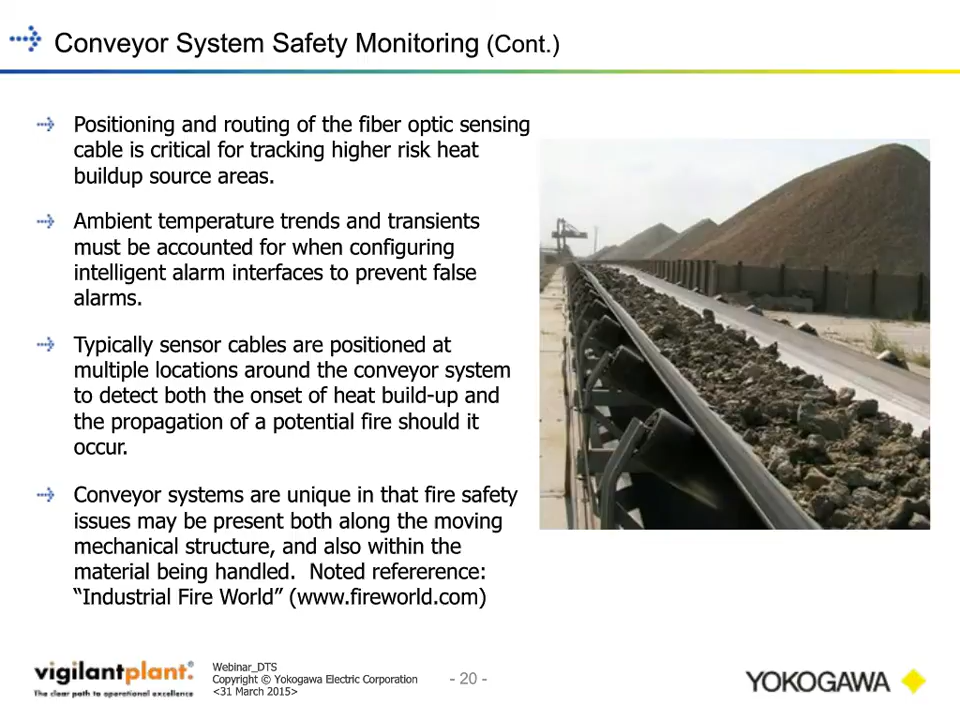 Conveyor System Safety Monitoring (Cont.)
Positioning and routing of the fiber optic sensing
cable is critical for tracking higher risk heat
buildup source areas.
Ambient temperature trends and transients
must be accounted for when configuring
intelligent alarm interfaces to prevent false
alarms.
Typically sensor cables are positioned at
multiple locations around the conveyor system
to detect both the onset of heat build-up and
the propagation of a potential fire should it
occur.
Conveyor systems are unique in that fire safety
issues may be present both along the moving
mechanical structure, and also within the
material being handled.  Noted refererence:
“Industrial Fire World” (www.fireworld.com)
vigilantplant.®
The clear path to operational excellence
Webinar_DTS
Copyright © Yokogawa Electric Corporation
<31 March 2015>
- 20 -
YOKOGAWA